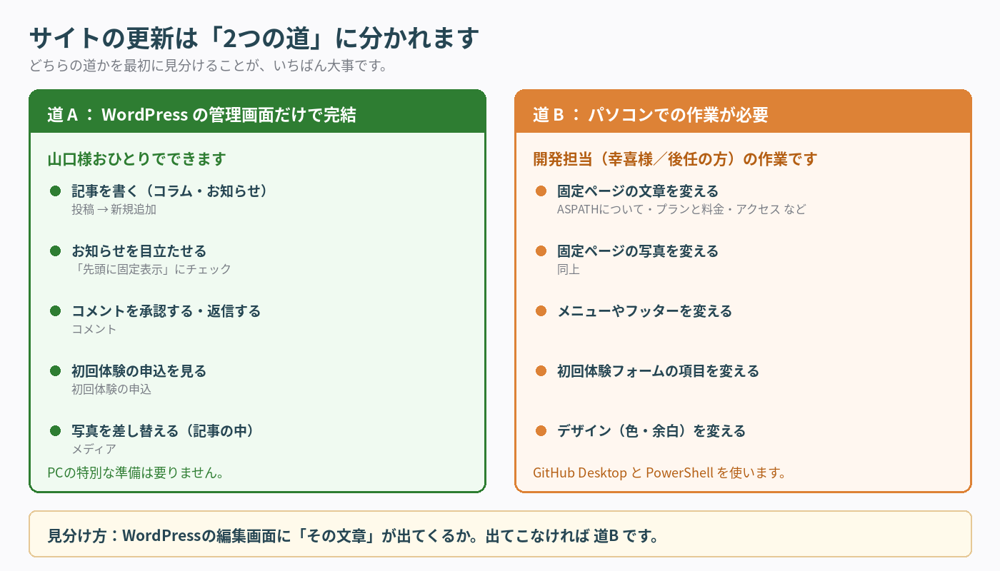 サイトの更新は「2つの道」に分かれます
どちらの道かを最初に見分けることが、いちばん大事です。
道 A ： WordPress の管理画面だけで完結
山口様おひとりでできます
記事を書く（コラム・お知らせ）
投稿 → 新規追加
お知らせを目立たせる
「先頭に固定表示」にチェック
コメントを承認する・返信する
コメント
初回体験の申込を見る
初回体験の申込
写真を差し替える（記事の中）
メディア
PCの特別な準備は要りません。
道 B ： パソコンでの作業が必要
開発担当（幸喜様／後任の方）の作業です
固定ページの文章を変える
ASPATHについて・プランと料金・アクセス など
固定ページの写真を変える
同上
メニューやフッターを変える
初回体験フォームの項目を変える
デザイン（色・余白）を変える
GitHub Desktop と PowerShell を使います。
見分け方：WordPressの編集画面に「その文章」が出てくるか。出てこなければ 道B です。